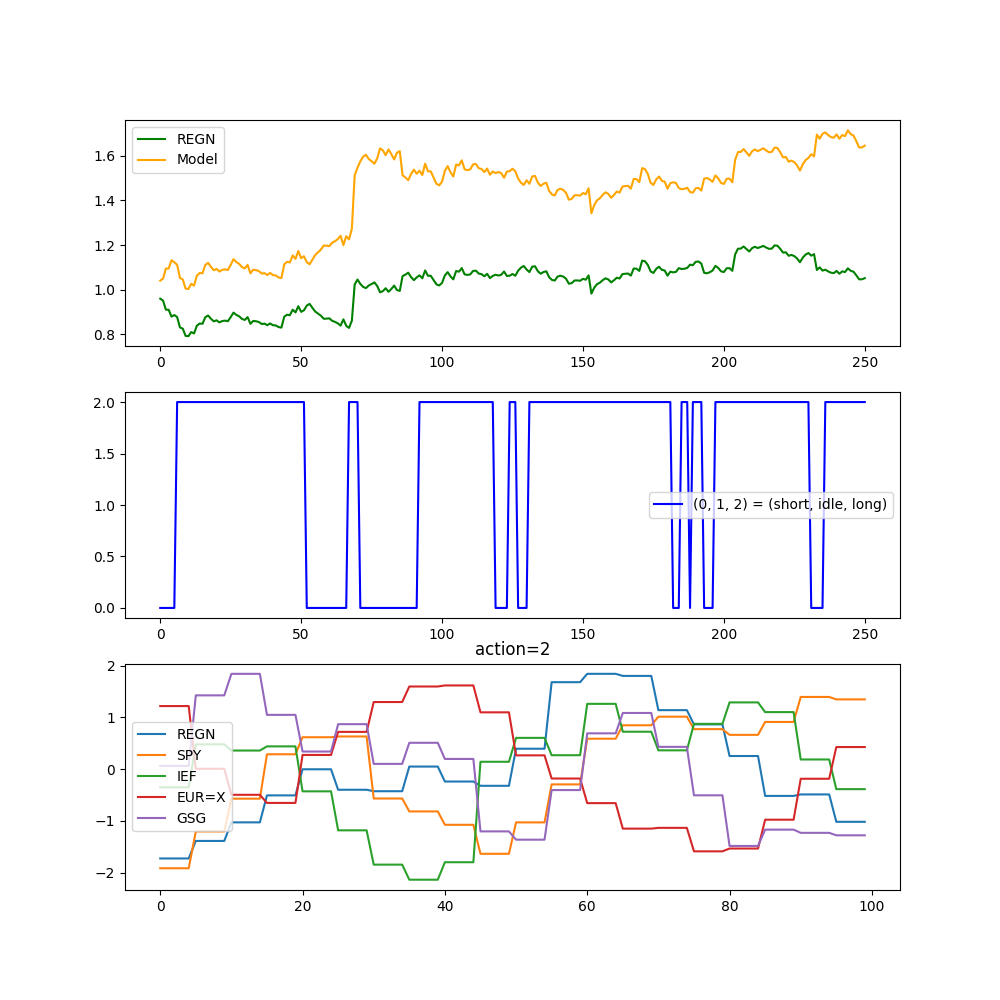 REGN
Model
1.6
1.4
1.2
1.0
0.8
0 50 100 150 200 250
2.0
1.5
1.0
0.5
0.0
(0, 1, 2) = (short, idle, long)
0 50 100 150 200 250
action=2
2
1
0
−1
−2
REGN
SPY
IEF
EUR=X
GSG
0 20 40 60 80 100